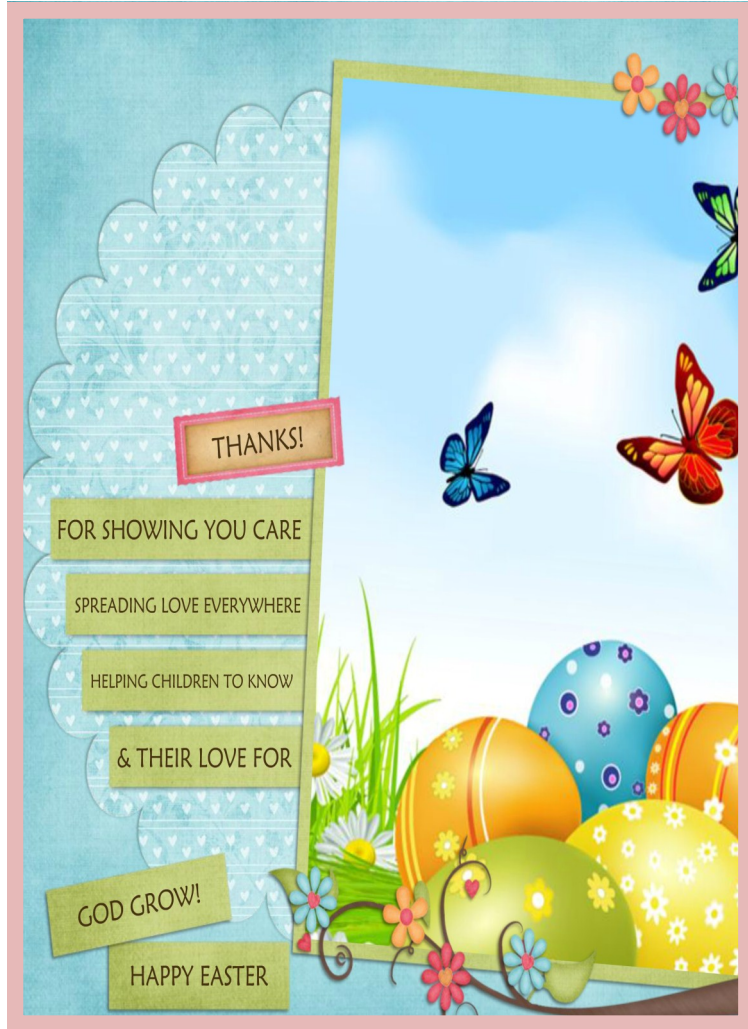 THANKS!
FOR SHOWING YOU CARE
SPREADING LOVE EVERYWHERE
HELPING CHILDREN TO KNOW
& THEIR LOVE FOR
GOD GROW!
HAPPY EASTER